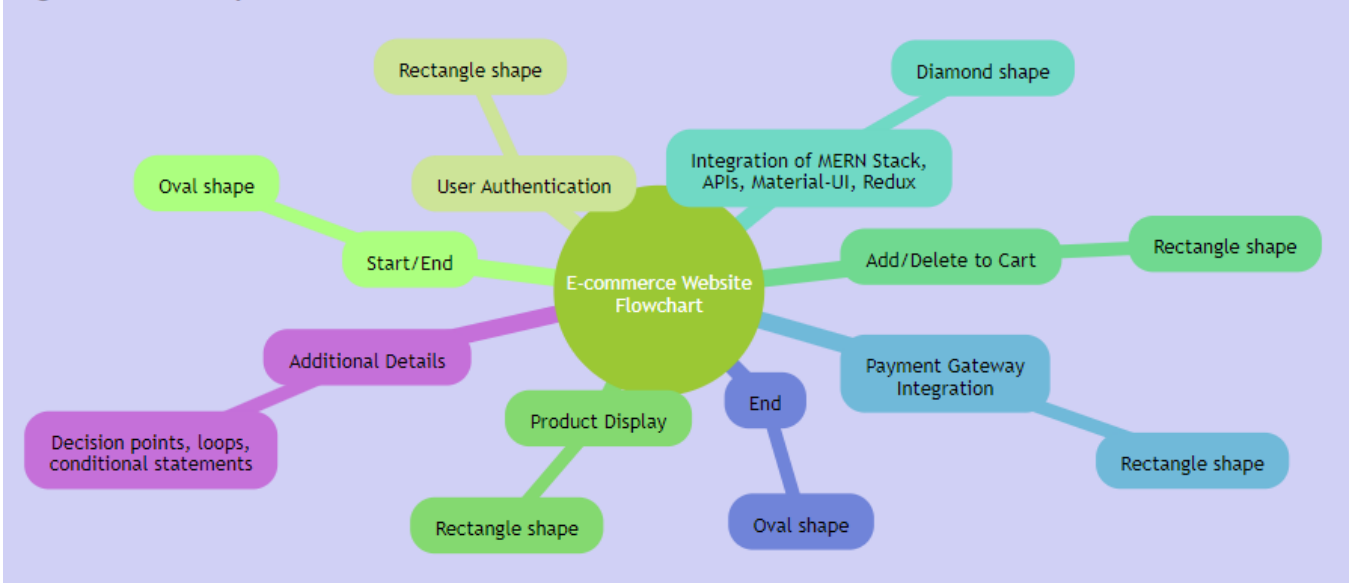 Rectangle shape
Diamond shape
Integration of MERN Stack,
APIs, Material-UI, Redux
Oval shape
User Authentication
Rectangle shape
Start/End
Add/Delete to Cart
E-commerce Website
Flowchart
Additional Details
Payment Gateway
Integration
Product Display
End
Decision points, loops,
conditional statements
Rectangle shape
Rectangle shape
Oval shape